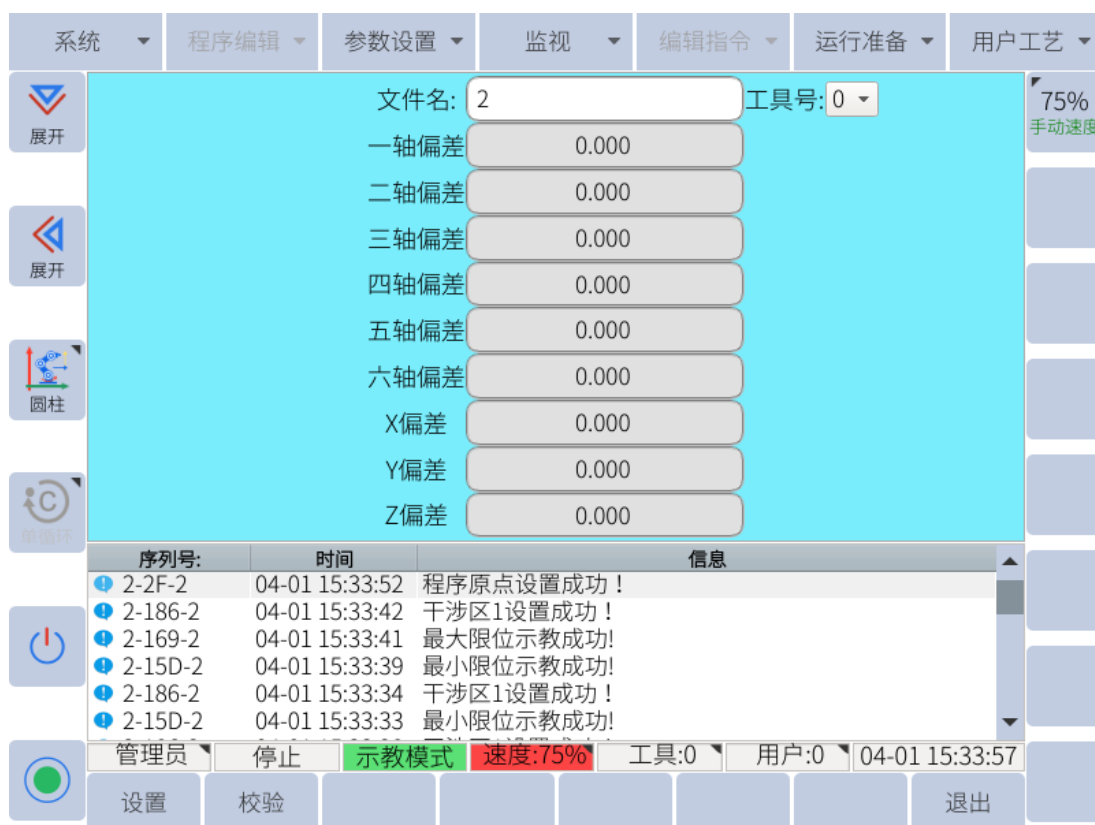 系统 程序编辑 参数设置 监视 编辑指令 运行准备 用户工艺
展开
展开
圆柱
单循环
75%
手动速度
文件名: 2 工具号: 0
一轴偏差 0.000
二轴偏差 0.000
三轴偏差 0.000
四轴偏差 0.000
五轴偏差 0.000
六轴偏差 0.000
X偏差 0.000
Y偏差 0.000
Z偏差 0.000
序列号: 时间 信息
2-2F-2 04-01 15:33:52 程序原点设置成功！
2-186-2 04-01 15:33:42 干涉区1设置成功！
2-169-2 04-01 15:33:41 最大限位示教成功!
2-15D-2 04-01 15:33:39 最小限位示教成功!
2-186-2 04-01 15:33:34 干涉区1设置成功！
2-15D-2 04-01 15:33:33 最小限位示教成功!
管理员 停止 示教模式 速度:75% 工具:0 用户:0 04-01 15:33:57
设置 校验 退出